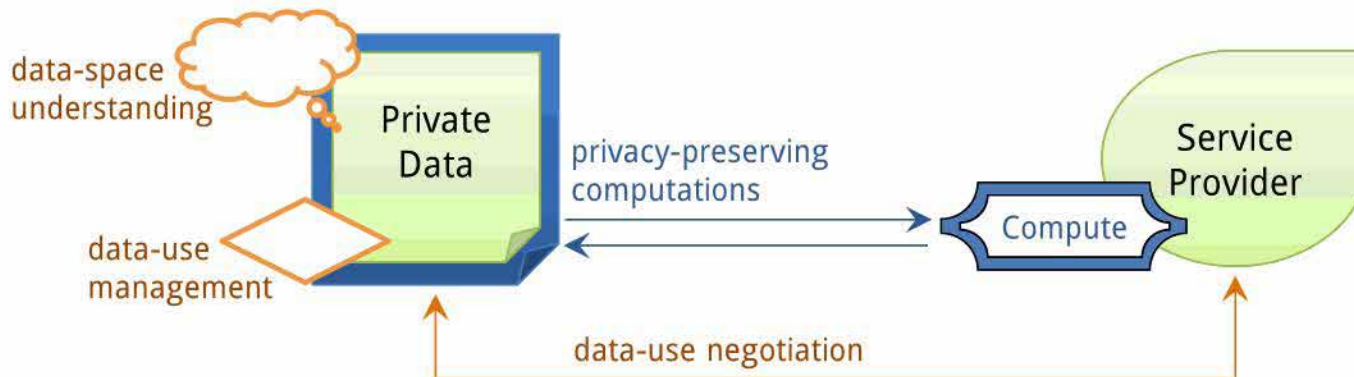 data-space
understanding
Private
Data
data-use
management
privacy-preserving
computations
Compute
Service
Provider
data-use negotiation